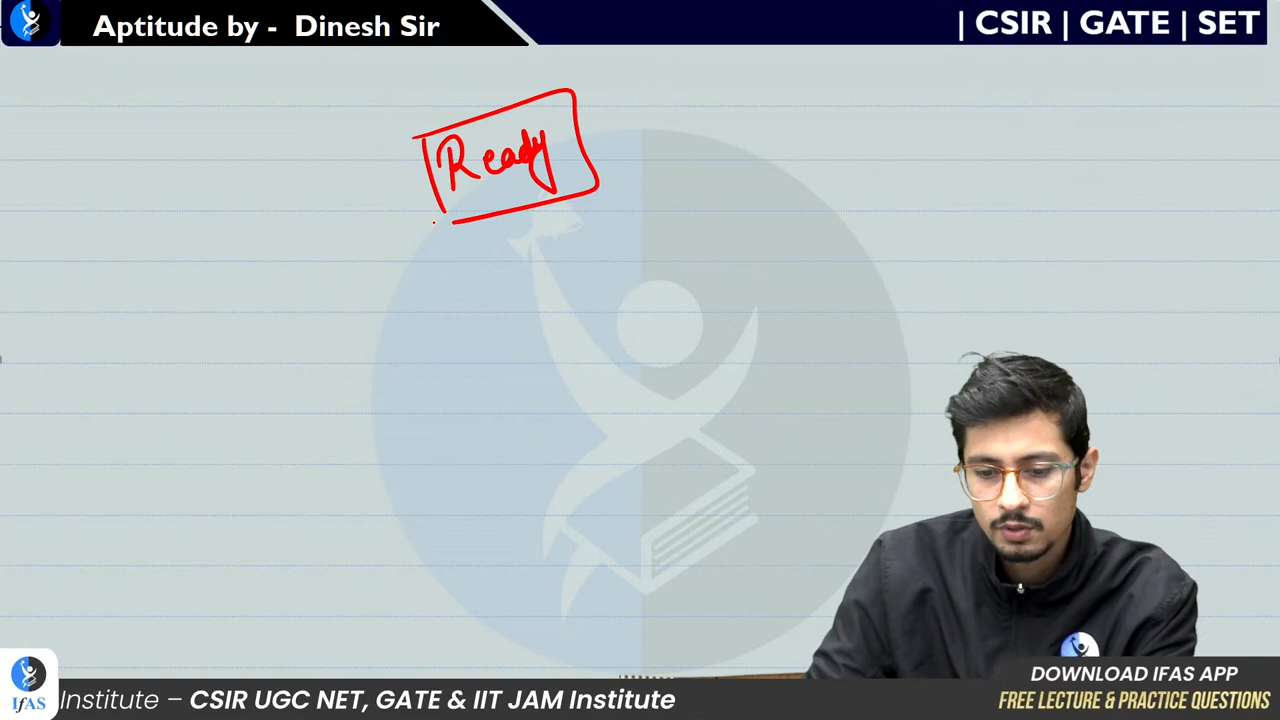 Aptitude by - Dinesh Sir
| CSIR | GATE | SET
Ready
IfAS
Institute – CSIR UGC NET, GATE & IIT JAM Institute
DOWNLOAD IFAS APP
FREE LECTURE & PRACTICE QUESTIONS